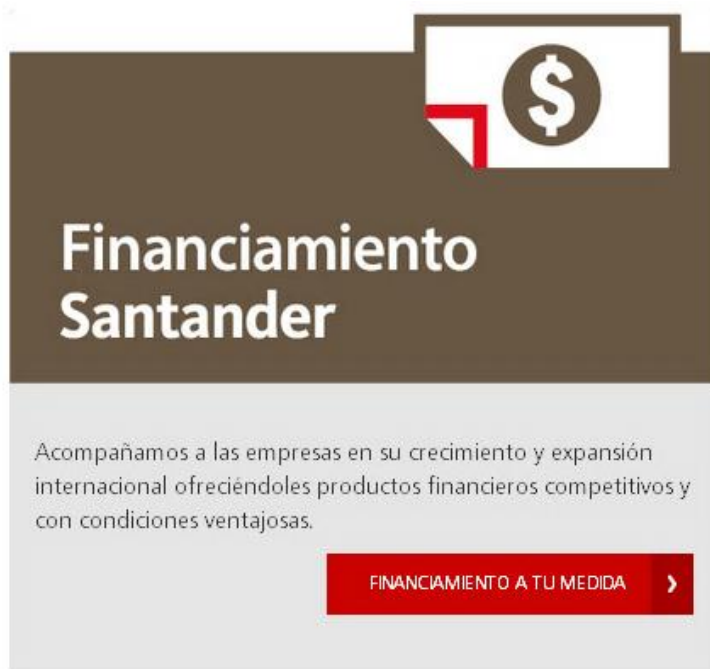 $
Financiamiento
Santander
Acompañamos a las empresas en su crecimiento y expansión
internacional ofreciéndoles productos financieros competitivos y
con condiciones ventajosas.
FINANCIAMIENTO A TU MEDIDA